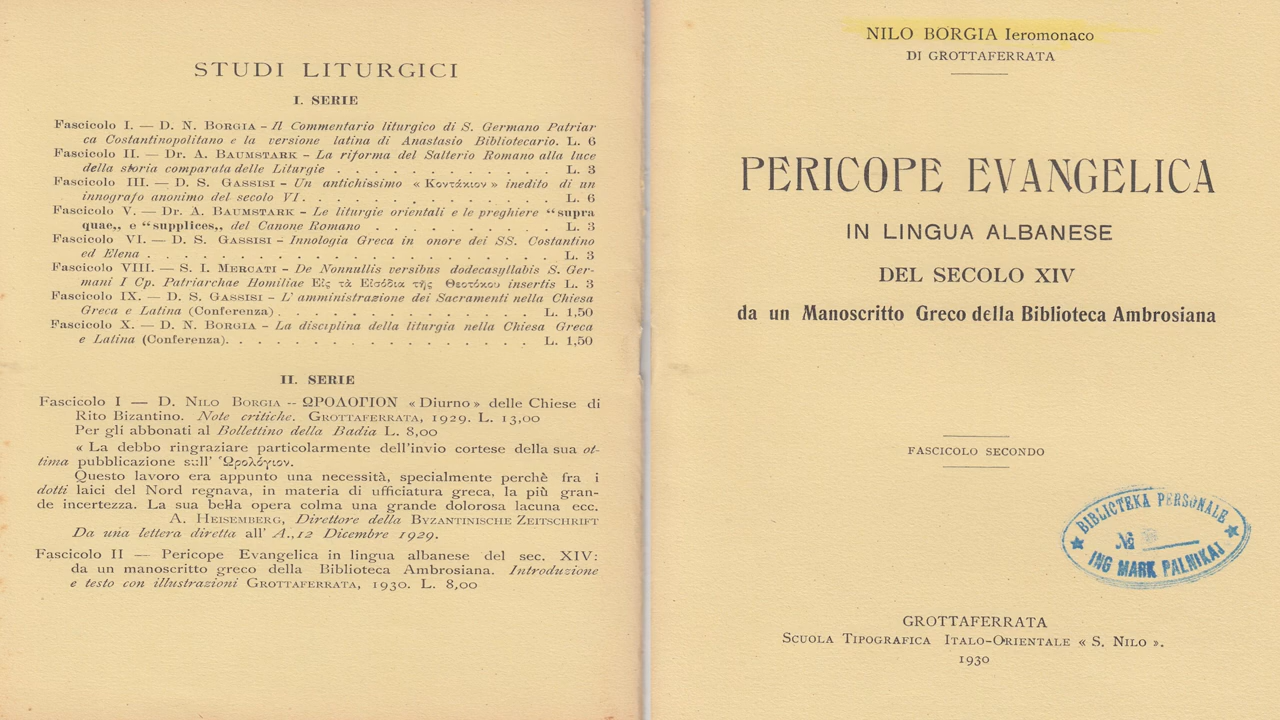 STUDI LITURGICI
I. SERIE
Fascicolo I. — D. N. BORGIA – Il Commentario liturgico di S. Germano Patriar
ca Costantinopolitano e la versione latina di Anastasio Bibliotecario. L. 6
Fascicolo II. — Dr. A. BAUMSTARK – La riforma del Salterio Romano alla luce
della storia comparata delle Liturgie . . . . . . . . . . . . . L. 3
Fascicolo III. — D. S. GASSISI – Un antichissimo « Κοντάκιον » inedito di un
innografo anonimo del secolo VI . . . . . . . . . . . . . . L. 6
Fascicolo V. — Dr. A. BAUMSTARK – Le liturgie orientali e le preghiere “supra
quae„ e “supplices„ del Canone Romano . . . . . . . . . . L. 3
Fascicolo VI. — D. S. GASSISI – Innologia Greca in onore dei SS. Costantino
ed Elena . . . . . . . . . . . . . . . . . . . . . . L. 3
Fascicolo VIII. — S. I. MERCATI – De Nonnullis versibus dodecasyllabis S. Ger-
mani I Cp. Patriarchae Homiliae Εἰς τὰ Εἰσόδια τῆς Θεοτόκου insertis L. 3
Fascicolo IX. — D. S. GASSISI – L' amministrazione dei Sacramenti nella Chiesa
Greca e Latina (Conferenza) . . . . . . . . . . . . . . L. 1,50
Fascicolo X. — D. N. BORGIA – La disciplina della liturgia nella Chiesa Greca
e Latina (Conferenza). . . . . . . . . . . . . . . . . L. 1,50
II. SERIE
Fascicolo I — D. NILO BORGIA -- ΩΡΟΛΟΓΙΟΝ « Diurno » delle Chiese di
Rito Bizantino. Note critiche. GROTTAFERRATA, 1929. L. 13,00
Per gli abbonati al Bollettino della Badia L. 8,00
« La debbo ringraziare particolarmente dell'invio cortese della sua ot-
tima pubblicazione sull' Ὡρολόγιον.
Questo lavoro era appunto una necessità, specialmente perchè fra i
dotti laici del Nord regnava, in materia di ufficiatura greca, la più gran-
de incertezza. La sua bella opera colma una grande dolorosa lacuna ecc.
A. HEISEMBERG, Direttore della BYZANTINISCHE ZEITSCHRIFT
Da una lettera diretta all' A., 12 Dicembre 1929.
Fascicolo II — Pericope Evangelica in lingua albanese del sec. XIV:
da un manoscritto greco della Biblioteca Ambrosiana. Introduzione
e testo con illustrazioni GROTTAFERRATA, 1930. L. 8,00
NILO BORGIA Ieromonaco
DI GROTTAFERRATA
PERICOPE EVANGELICA
IN LINGUA ALBANESE
DEL SECOLO XIV
da un Manoscritto Greco della Biblioteca Ambrosiana
FASCICOLO SECONDO
BIBLIOTEKA PERSONALE
№
ING MARK PALNIKAJ
GROTTAFERRATA
SCUOLA TIPOGRAFICA ITALO-ORIENTALE « S. NILO ».
1930